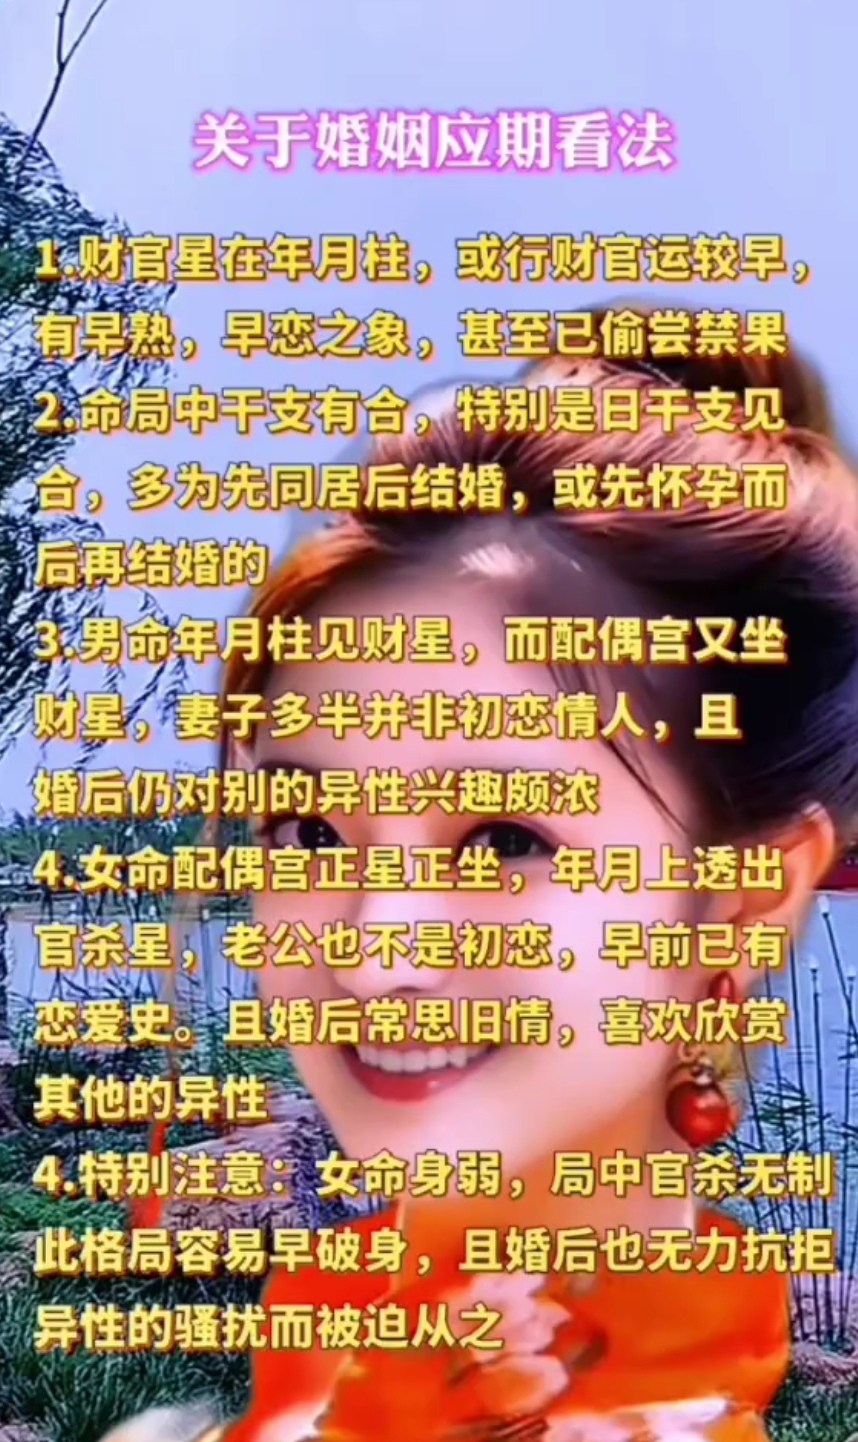 关于婚姻应期看法
1.财官星在年月柱，或行财官运较早，
有早熟，早恋之象，甚至已偷尝禁果
2.命局中干支有合，特别是日干支见
合，多为先同居后结婚，或先怀孕而
后再结婚的
3.男命年月柱见财星，而配偶宫又坐
财星，妻子多半并非初恋情人，且
婚后仍对别的异性兴趣颇浓
4.女命配偶宫正星正坐，年月上透出
官杀星，老公也不是初恋，早前已有
恋爱史。且婚后常思旧情，喜欢欣赏
其他的异性
4.特别注意：女命身弱，局中官杀无制
此格局容易早破身，且婚后也无力抗拒
异性的骚扰而被迫从之